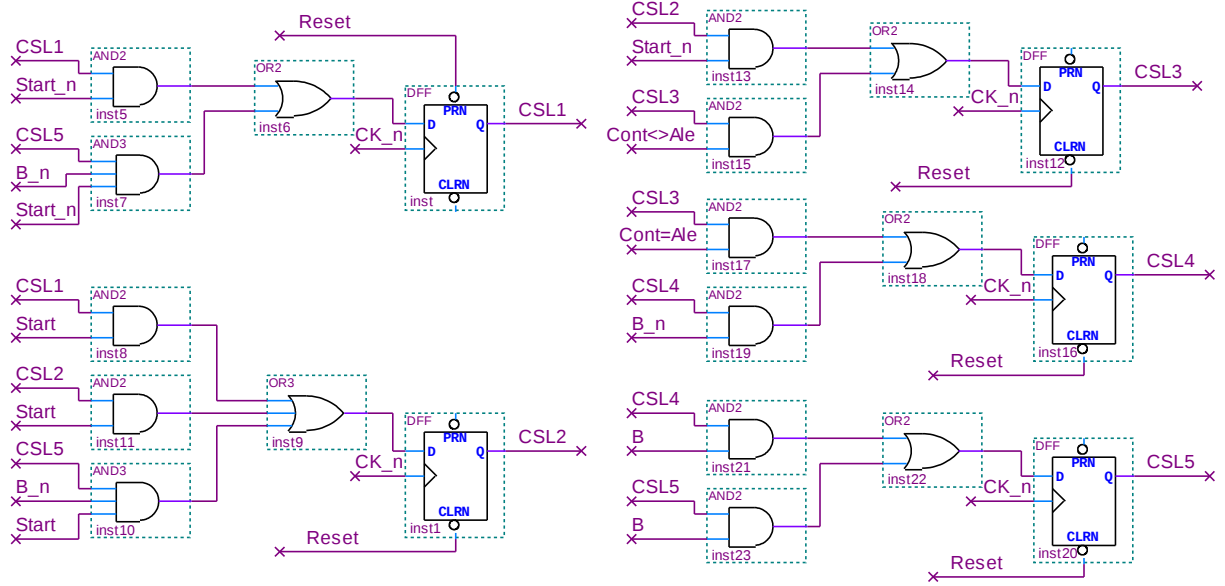 Reset
CSL1
AND2
Start_n
inst5
OR2
inst6
DFF
PRN
D
Q
CSL1
CK_n
CLRN
inst
CSL5
AND3
B_n
Start_n
inst7
CSL1
AND2
Start
inst8
CSL2
AND2
Start
inst11
CSL5
AND3
B_n
Start
inst10
OR3
inst9
DFF
PRN
D
Q
CSL2
CK_n
CLRN
inst1
Reset
CSL2
AND2
Start_n
inst13
OR2
inst14
CSL3
AND2
Cont<>Ale
inst15
DFF
PRN
D
Q
CSL3
CK_n
CLRN
inst12
Reset
CSL3
AND2
Cont=Ale
inst17
OR2
inst18
CSL4
AND2
B_n
inst19
DFF
PRN
D
Q
CSL4
CK_n
CLRN
inst16
Reset
CSL4
AND2
B
inst21
OR2
inst22
CSL5
AND2
B
inst23
DFF
PRN
D
Q
CSL5
CK_n
CLRN
inst20
Reset